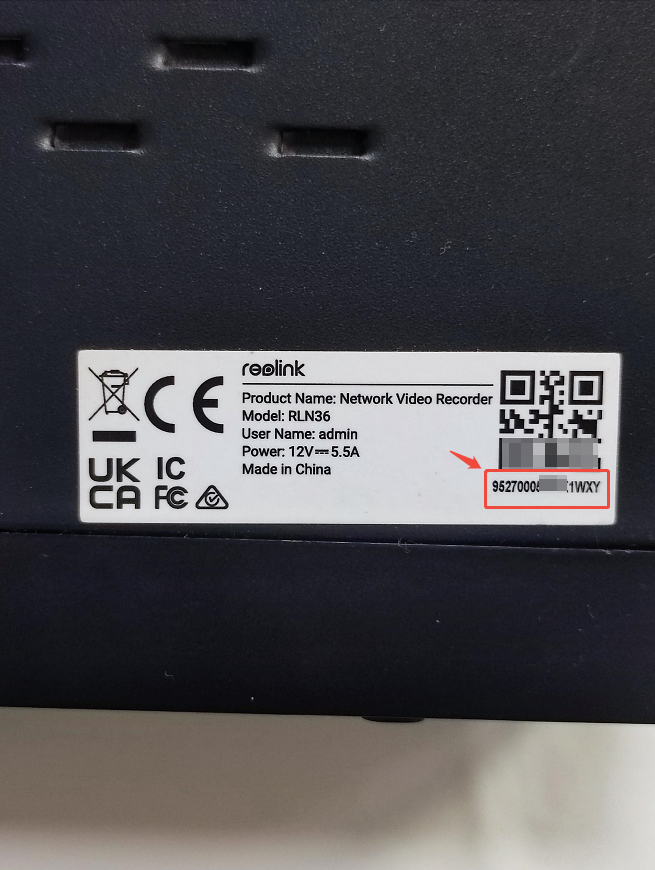 reolink
Product Name: Network Video Recorder
Model: RLN36
User Name: admin
Power: 12V⎓5.5A
Made in China
CE
UK
CA
IC
FC